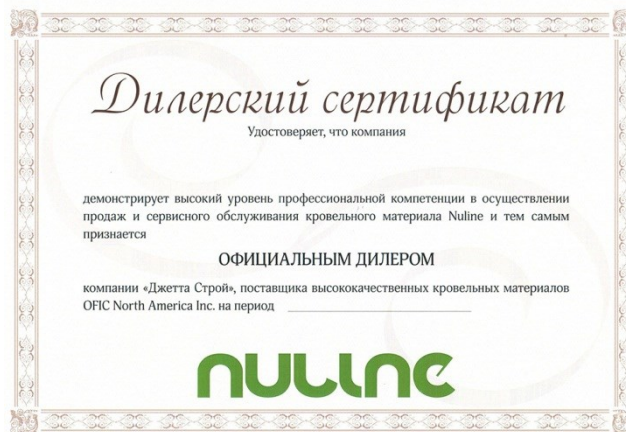 Дилерский сертификат
Удостоверяет, что компания
демонстрирует высокий уровень профессиональной компетенции в осуществлении
продаж и сервисного обслуживания кровельного материала Nuline и тем самым
признается
ОФИЦИАЛЬНЫМ ДИЛЕРОМ
компании «Джетта Строй», поставщика высококачественных кровельных материалов
OFIC North America Inc. на период
nuline